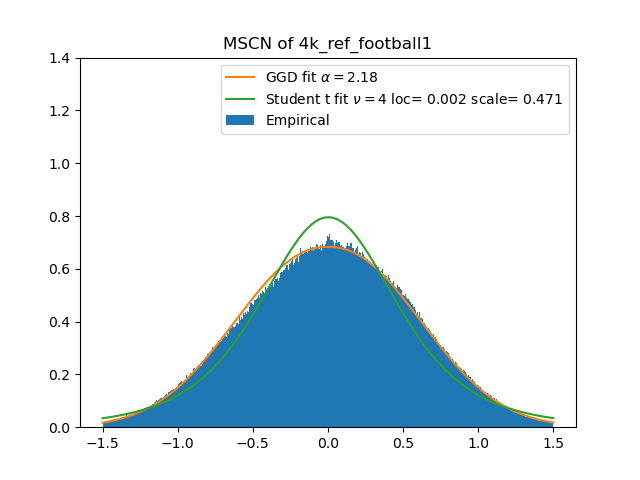 MSCN of 4k_ref_football1
GGD fit α = 2.18
Student t fit ν = 4 loc= 0.002 scale= 0.471
Empirical
1.4
1.2
1.0
0.8
0.6
0.4
0.2
0.0
−1.5 −1.0 −0.5 0.0 0.5 1.0 1.5